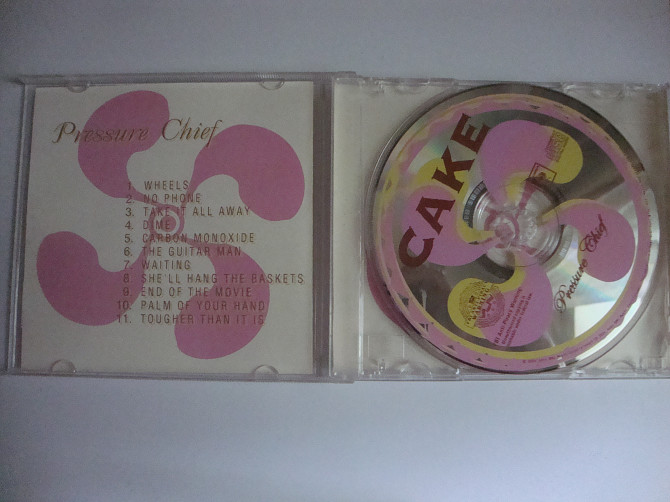 Pressure Chief
1. WHEELS
2. NO PHONE
3. TAKE IT ALL AWAY
4. DIME
5. CARBON MONOXIDE
6. THE GUITAR MAN
7. WAITING
8. SHE'LL HANG THE BASKETS
9. END OF THE MOVIE
10. PALM OF YOUR HAND
11. TOUGHER THAN IT IS
CAKE
Pressure Chief